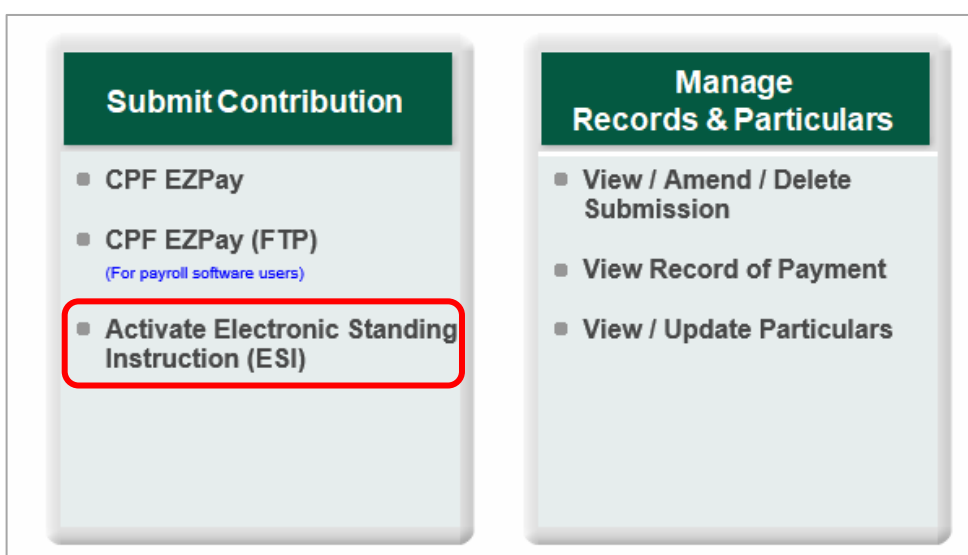 Submit Contribution
CPF EZPay
CPF EZPay (FTP)
(For payroll software users)
Activate Electronic Standing
Instruction (ESI)
Manage
Records & Particulars
View / Amend / Delete
Submission
View Record of Payment
View / Update Particulars